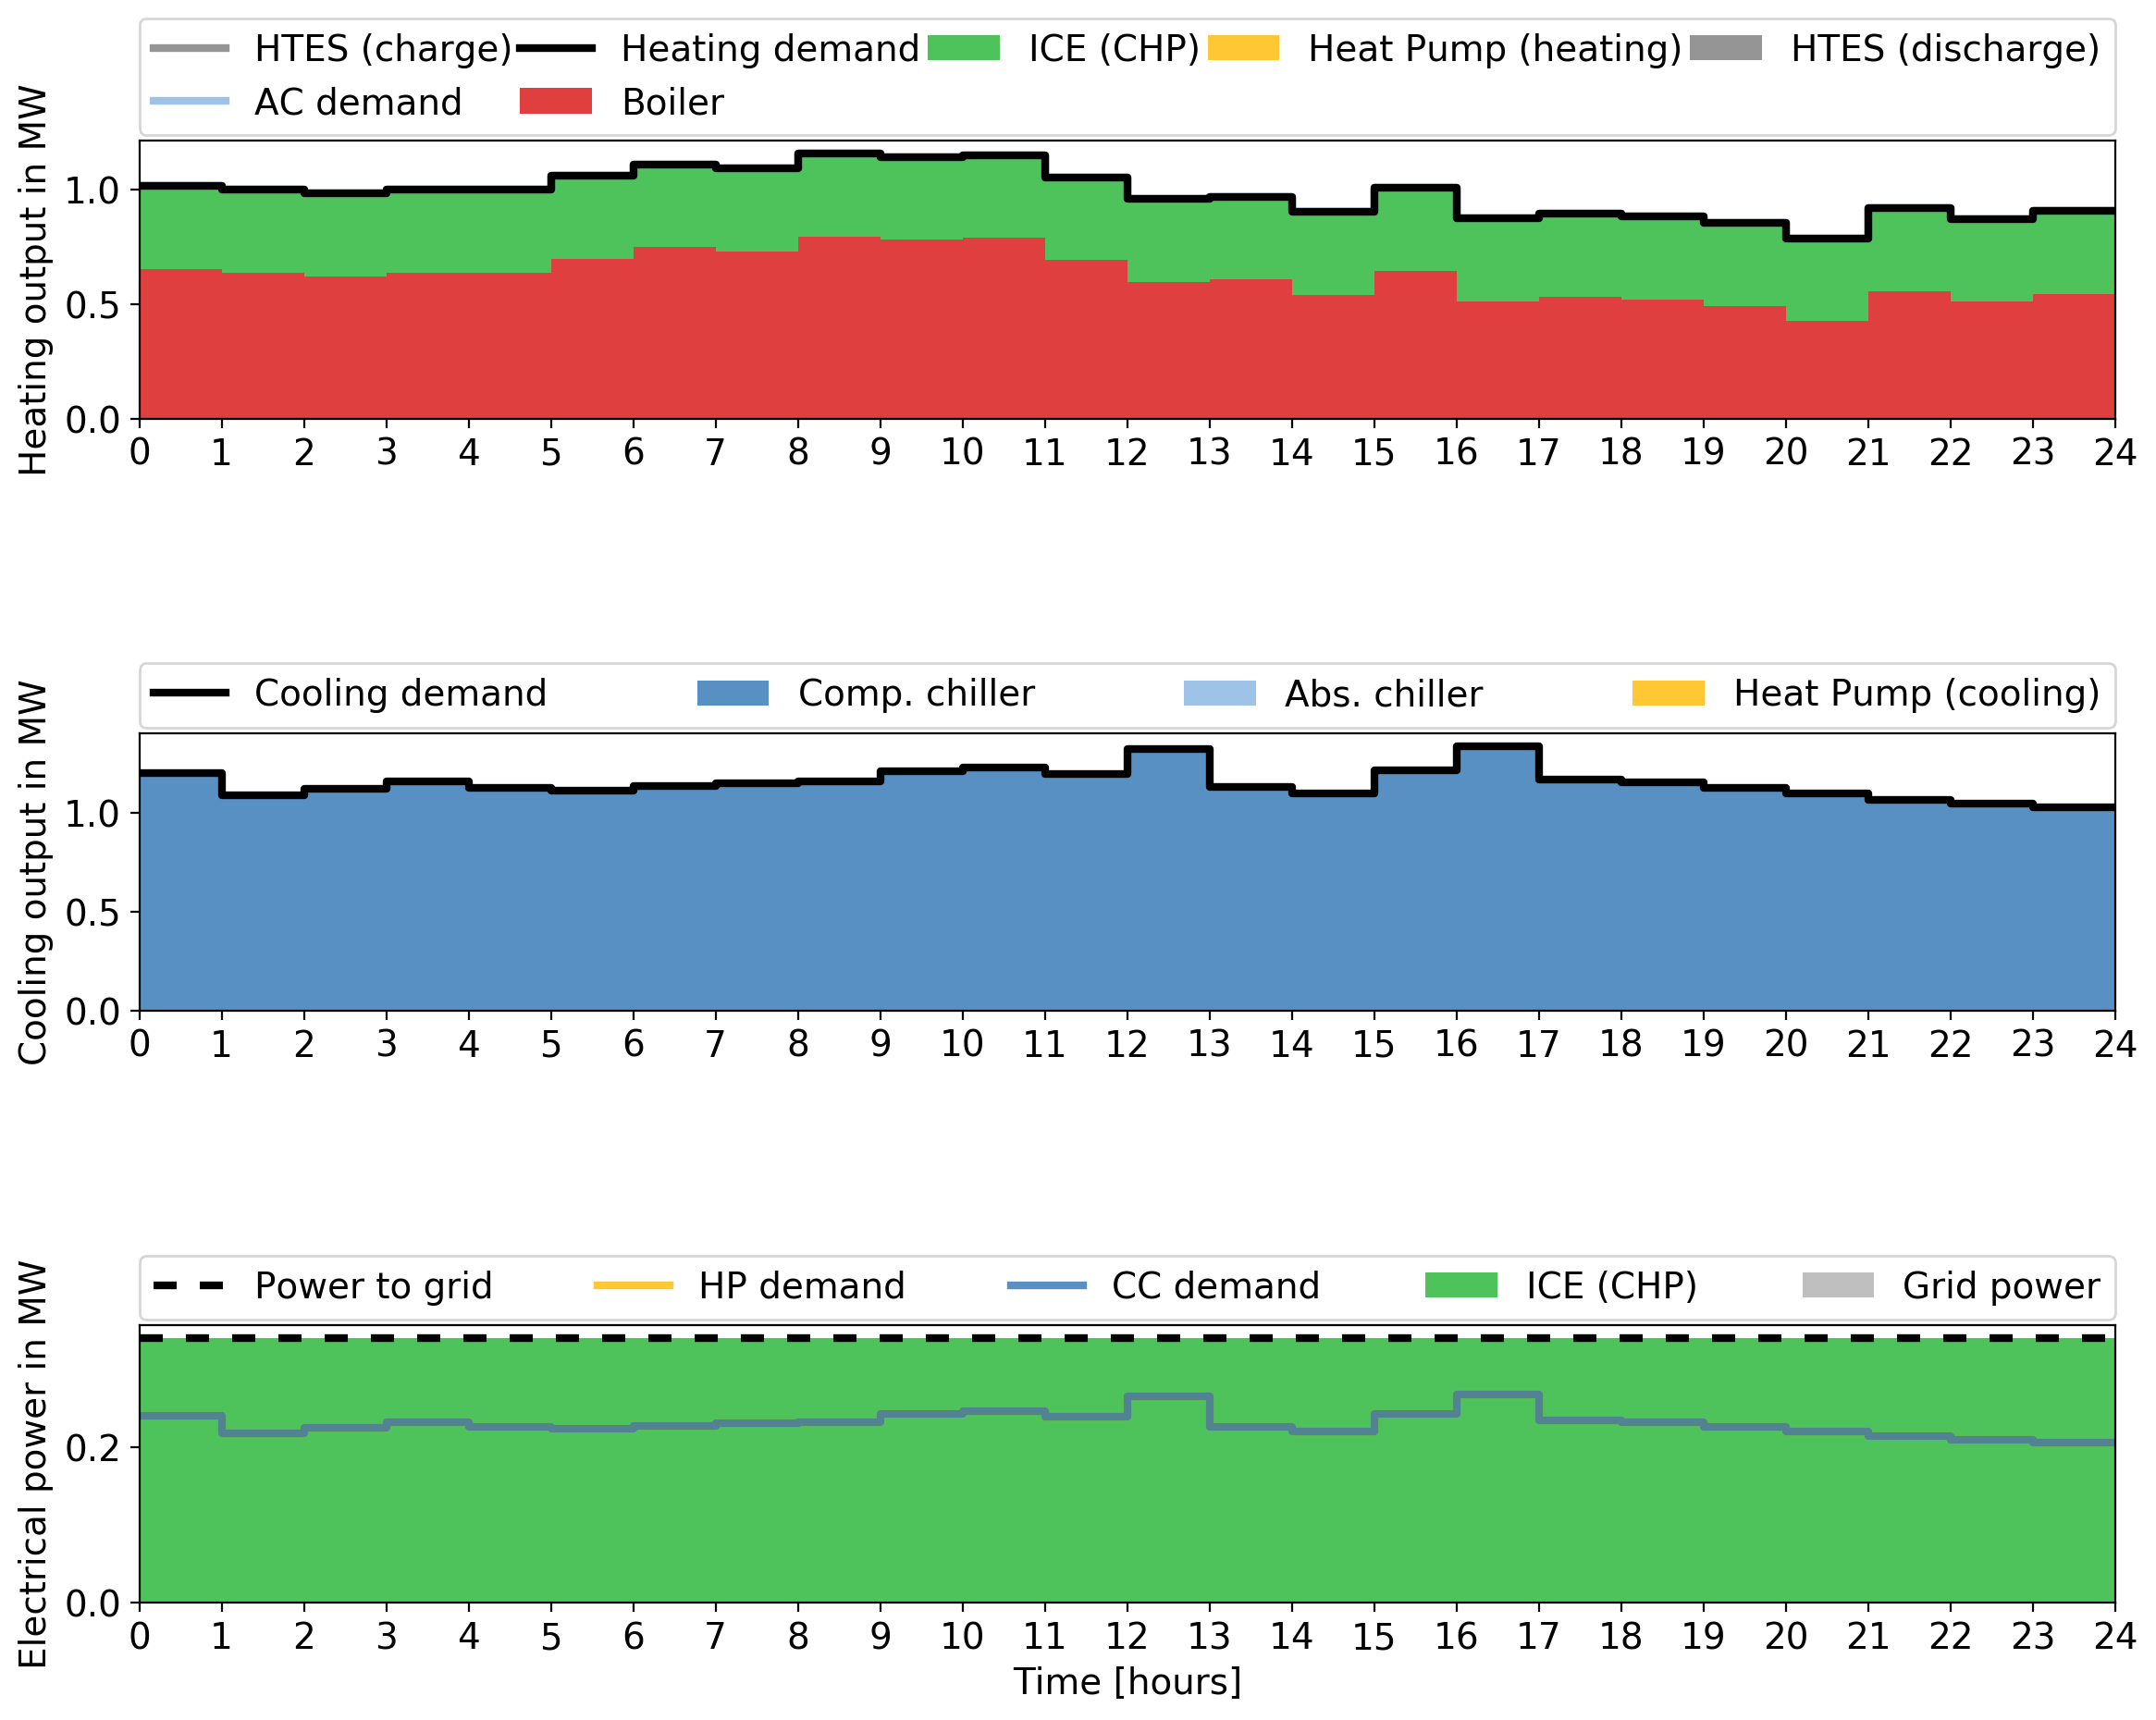 HTES (charge) Heating demand ICE (CHP) Heat Pump (heating) HTES (discharge)
AC demand Boiler
Heating output in MW
1.0
0.5
0.0
0 1 2 3 4 5 6 7 8 9 10 11 12 13 14 15 16 17 18 19 20 21 22 23 24
Cooling demand Comp. chiller Abs. chiller Heat Pump (cooling)
Cooling output in MW
1.0
0.5
0.0
0 1 2 3 4 5 6 7 8 9 10 11 12 13 14 15 16 17 18 19 20 21 22 23 24
Power to grid HP demand CC demand ICE (CHP) Grid power
Electrical power in MW
0.2
0.0
0 1 2 3 4 5 6 7 8 9 10 11 12 13 14 15 16 17 18 19 20 21 22 23 24
Time [hours]